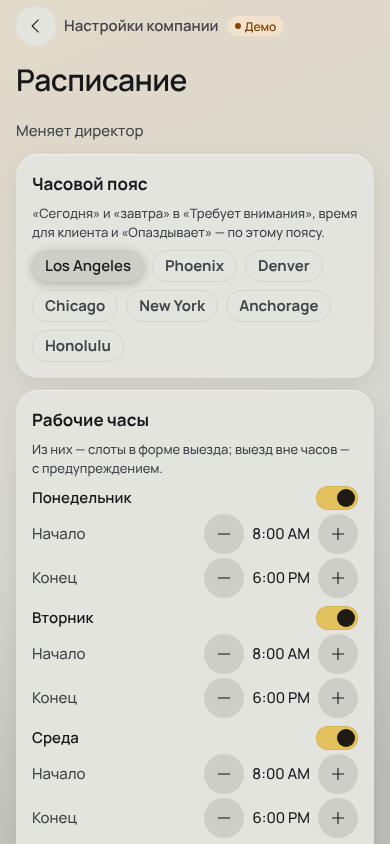 Настройки компании
Демо
Расписание
Меняет директор
Часовой пояс
«Сегодня» и «завтра» в «Требует внимания», время
для клиента и «Опаздывает» — по этому поясу.
Los Angeles
Phoenix
Denver
Chicago
New York
Anchorage
Honolulu
Рабочие часы
Из них — слоты в форме выезда; выезд вне часов —
с предупреждением.
Понедельник
Начало
8:00 AM
Конец
6:00 PM
Вторник
Начало
8:00 AM
Конец
6:00 PM
Среда
Начало
8:00 AM
Конец
6:00 PM